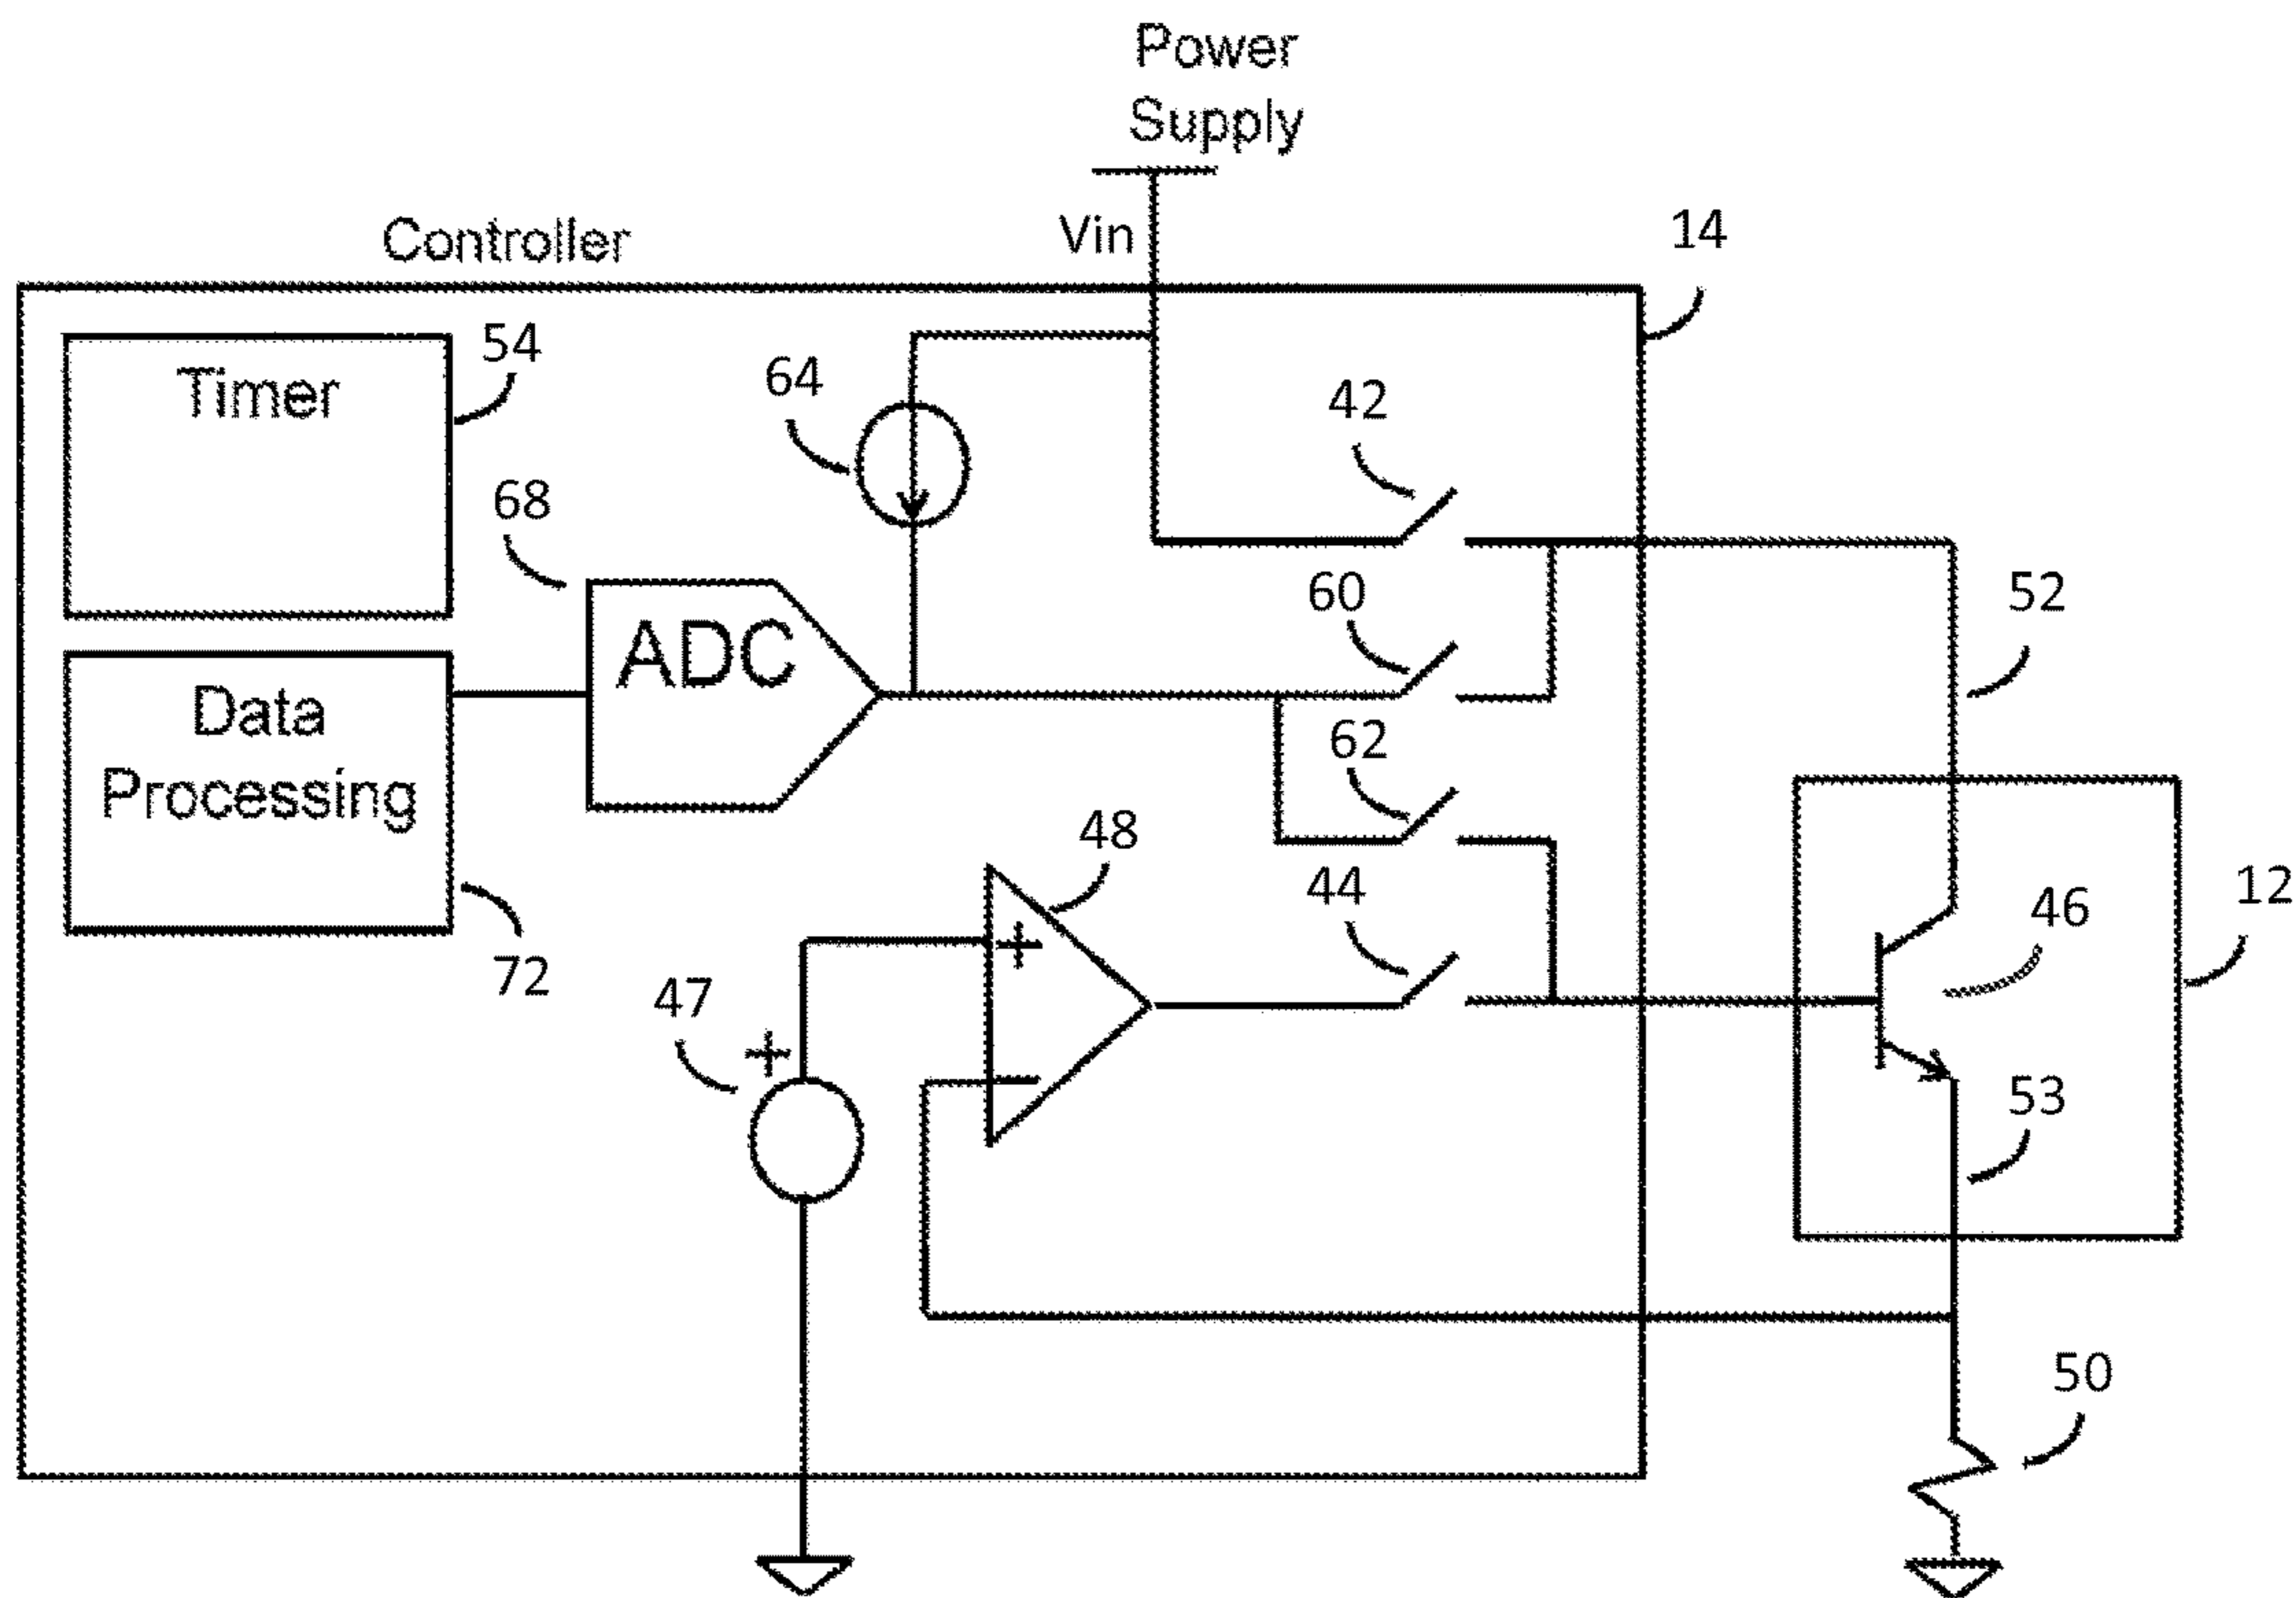 Power
Supply
Controller
Vin
14
Timer
54
64
42
68
ADC
60
52
Data
Processing
62
48
44
12
46
72
47
+
+
−
53
50